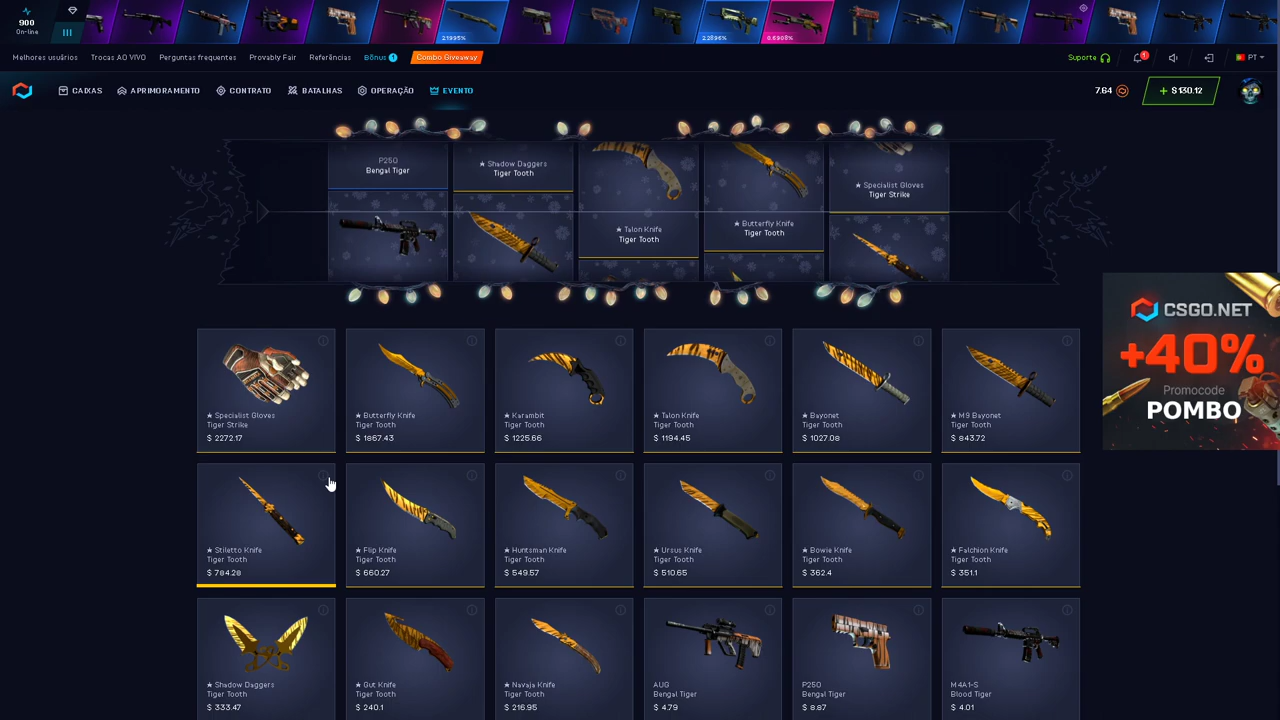 900
On-line
2.1995%
2.2896%
0.6908%
Melhores usuários
Trocas AO VIVO
Perguntas frequentes
Provably Fair
Referências
Bônus
Combo Giveaway
Suporte
1
PT
CAIXAS
APRIMORAMENTO
CONTRATO
BATALHAS
OPERAÇÃO
EVENTO
7.64
+ $ 130.12
P250
Bengal Tiger
★ Shadow Daggers
Tiger Tooth
★ Talon Knife
Tiger Tooth
★ Butterfly Knife
Tiger Tooth
★ Specialist Gloves
Tiger Strike
CSGO.NET
+40%
Promocode
POMBO
★ Specialist Gloves
Tiger Strike
$ 2272.17
★ Butterfly Knife
Tiger Tooth
$ 1867.43
★ Karambit
Tiger Tooth
$ 1225.66
★ Talon Knife
Tiger Tooth
$ 1194.45
★ Bayonet
Tiger Tooth
$ 1027.08
★ M9 Bayonet
Tiger Tooth
$ 843.72
★ Stiletto Knife
Tiger Tooth
$ 784.28
★ Flip Knife
Tiger Tooth
$ 660.27
★ Huntsman Knife
Tiger Tooth
$ 549.57
★ Ursus Knife
Tiger Tooth
$ 510.65
★ Bowie Knife
Tiger Tooth
$ 362.4
★ Falchion Knife
Tiger Tooth
$ 351.1
★ Shadow Daggers
Tiger Tooth
$ 333.47
★ Gut Knife
Tiger Tooth
$ 240.1
★ Navaja Knife
Tiger Tooth
$ 216.95
AUG
Bengal Tiger
$ 4.79
P250
Bengal Tiger
$ 8.87
M4A1-S
Blood Tiger
$ 4.01